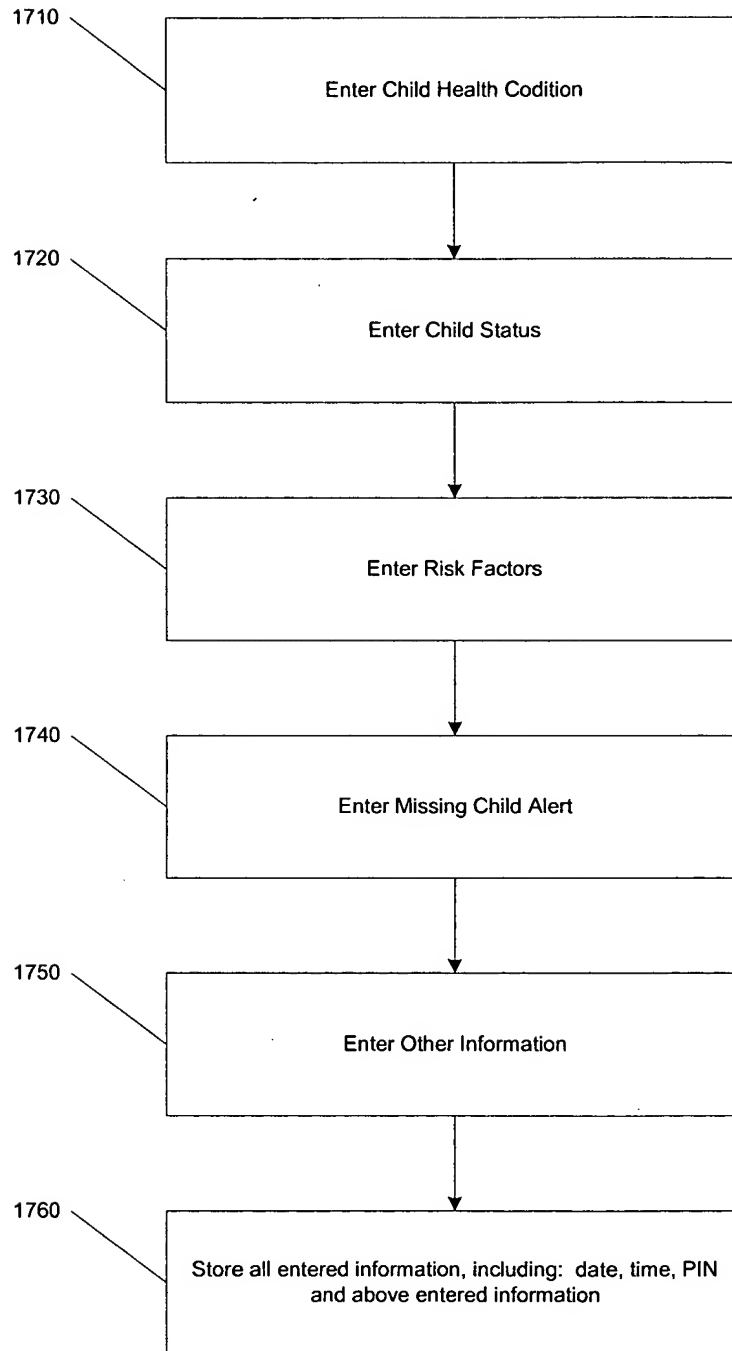 1710
Enter Child Health Codition
1720
Enter Child Status
1730
Enter Risk Factors
1740
Enter Missing Child Alert
1750
Enter Other Information
1760
Store all entered information, including: date, time, PIN
and above entered information